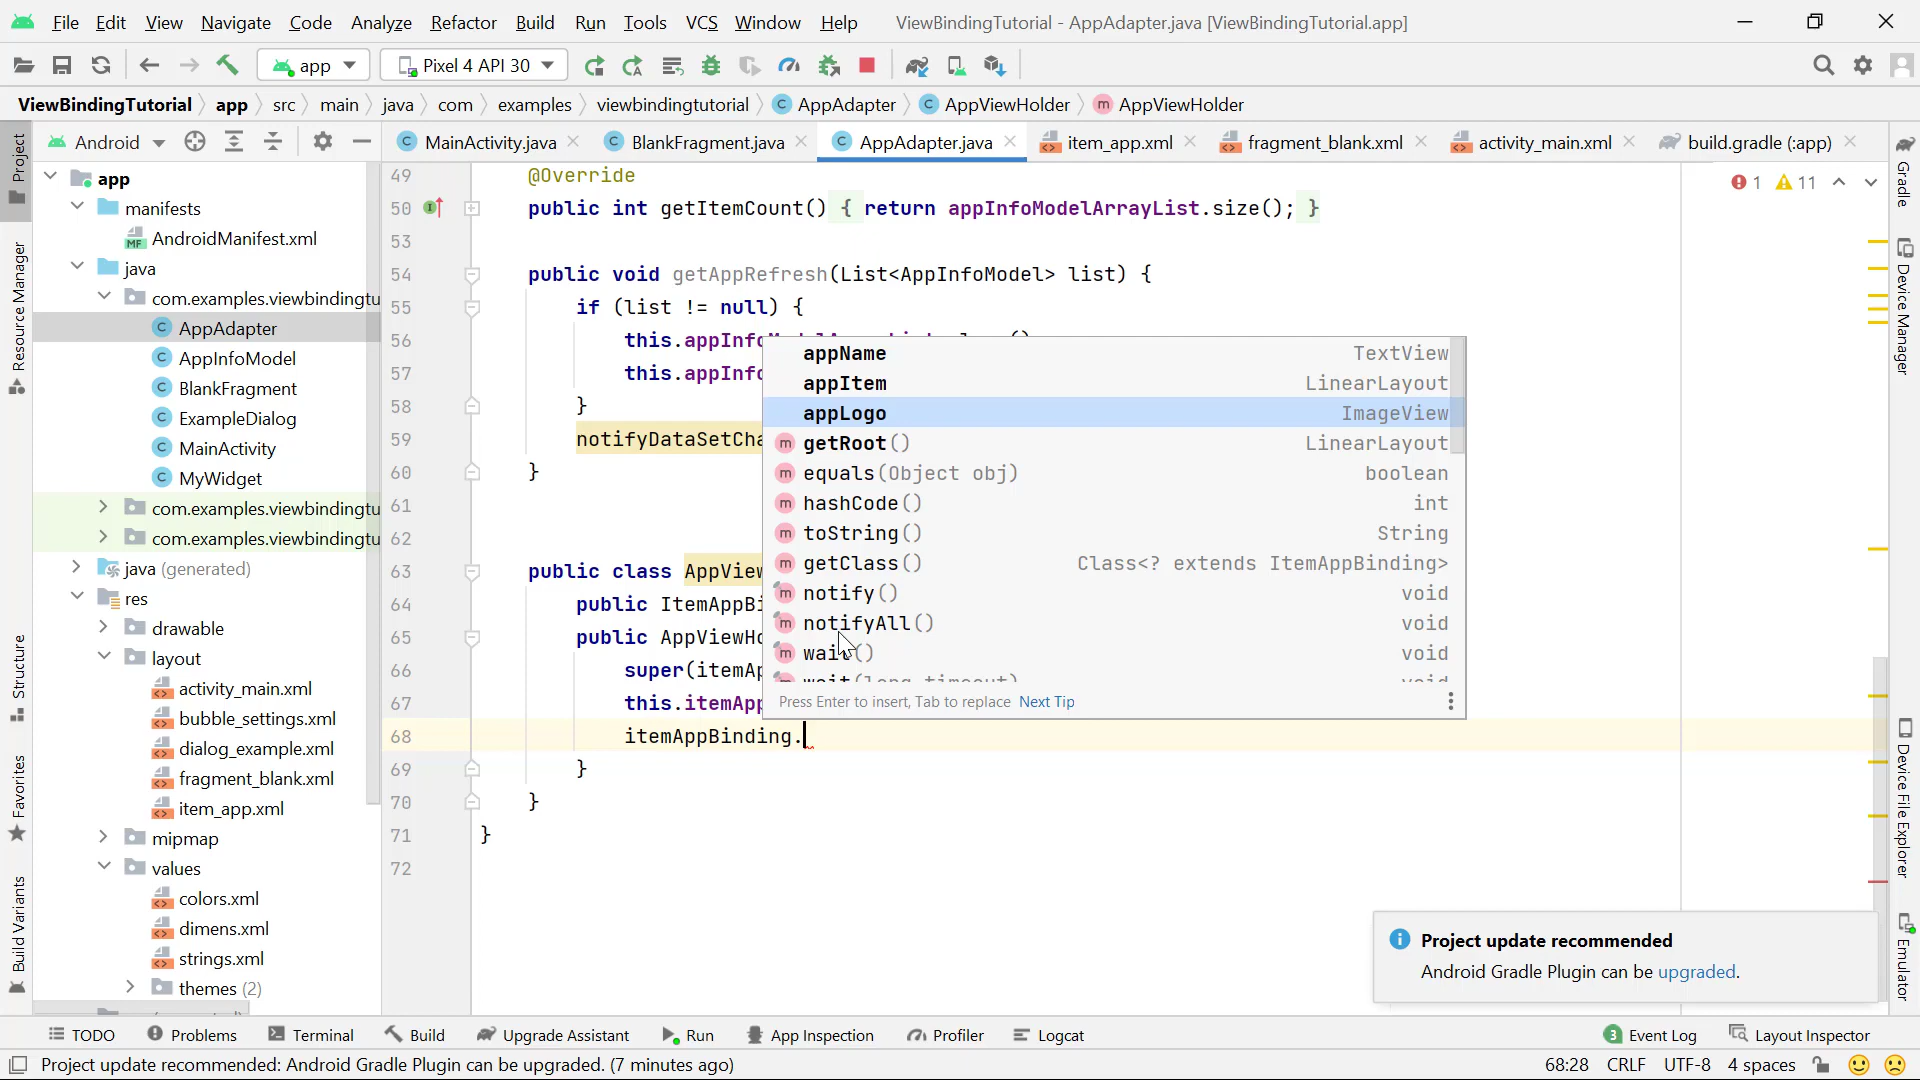 File Edit View Navigate Code Analyze Refactor Build Run Tools VCS Window Help ViewBindingTutorial - AppAdapter.java [ViewBindingTutorial.app]
app Pixel 4 API 30
ViewBindingTutorial app src main java com examples viewbindingtutorial AppAdapter AppViewHolder AppViewHolder
Android
MainActivity.java BlankFragment.java AppAdapter.java item_app.xml fragment_blank.xml activity_main.xml build.gradle (:app)
Project
Resource Manager
Structure
Favorites
Build Variants
app
manifests
AndroidManifest.xml
java
com.examples.viewbindingtu
AppAdapter
AppInfoModel
BlankFragment
ExampleDialog
MainActivity
MyWidget
com.examples.viewbindingtu
com.examples.viewbindingtu
java (generated)
res
drawable
layout
activity_main.xml
bubble_settings.xml
dialog_example.xml
fragment_blank.xml
item_app.xml
mipmap
values
colors.xml
dimens.xml
strings.xml
themes (2)
1 11
49 @Override
50 public int getItemCount() { return appInfoModelArrayList.size(); }
53
54 public void getAppRefresh(List<AppInfoModel> list) {
55 if (list != null) {
56 this.appInfo
57 this.appInfo
58 }
59 notifyDataSetCha
60 }
61
62
63 public class AppView
64 public ItemAppBi
65 public AppViewHo
66 super(itemAp
67 this.itemApp
68 itemAppBinding.
69 }
70 }
71 }
72
appName TextView
appItem LinearLayout
appLogo ImageView
m getRoot() LinearLayout
m equals(Object obj) boolean
m hashCode() int
m toString() String
m getClass() Class<? extends ItemAppBinding>
m notify() void
m notifyAll() void
m wait() void
m wait(long timeout) void
Press Enter to insert, Tab to replace Next Tip
Gradle
Device Manager
Device File Explorer
Emulator
Project update recommended
Android Gradle Plugin can be upgraded.
TODO Problems Terminal Build Upgrade Assistant Run App Inspection Profiler Logcat 3 Event Log Layout Inspector
Project update recommended: Android Gradle Plugin can be upgraded. (7 minutes ago) 68:28 CRLF UTF-8 4 spaces